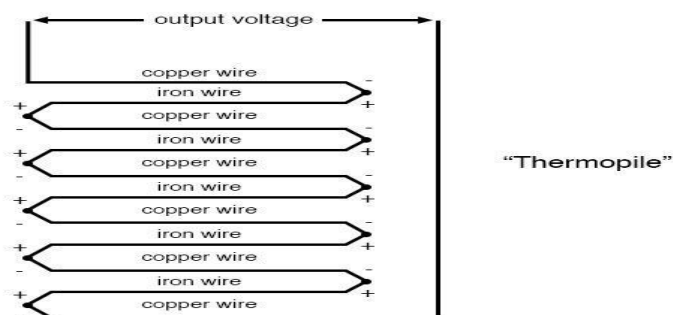 output voltage
copper wire
-
iron wire
+
+
copper wire
-
-
iron wire
+
+
copper wire
-
-
iron wire
+
+
copper wire
-
-
iron wire
+
+
copper wire
-
-
iron wire
+
+
copper wire
“Thermopile”